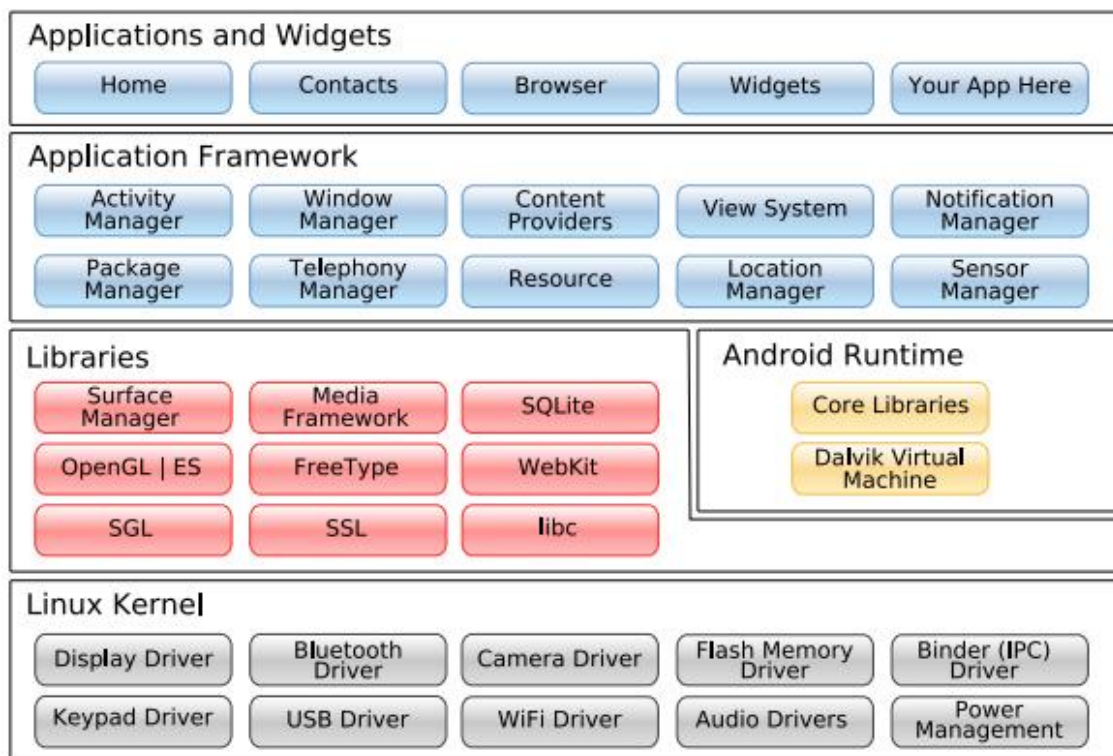 Applications and Widgets
Home
Contacts
Browser
Widgets
Your App Here
Application Framework
Activity
Manager
Window
Manager
Content
Providers
View System
Notification
Manager
Package
Manager
Telephony
Manager
Resource
Location
Manager
Sensor
Manager
Libraries
Surface
Manager
Media
Framework
SQLite
OpenGL | ES
FreeType
WebKit
SGL
SSL
libc
Android Runtime
Core Libraries
Dalvik Virtual
Machine
Linux Kernel
Display Driver
Bluetooth
Driver
Camera Driver
Flash Memory
Driver
Binder (IPC)
Driver
Keypad Driver
USB Driver
WiFi Driver
Audio Drivers
Power
Management